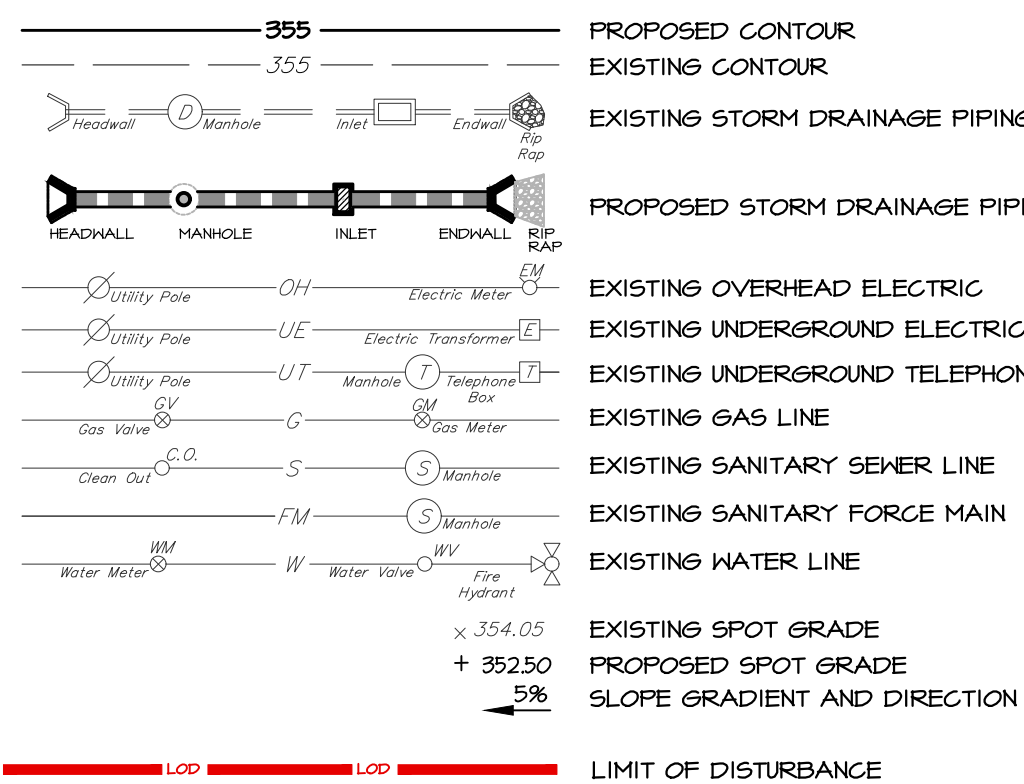 355 PROPOSED CONTOUR
355 EXISTING CONTOUR
D
Headwall Manhole Inlet Endwall EXISTING STORM DRAINAGE PIPING
Rip
Rap
PROPOSED STORM DRAINAGE PIPI
HEADWALL MANHOLE INLET ENDWALL RIP
RAP
EM
Utility Pole OH Electric Meter EXISTING OVERHEAD ELECTRIC
Utility Pole UE Electric Transformer E EXISTING UNDERGROUND ELECTRIC
Utility Pole UT Manhole T Telephone T EXISTING UNDERGROUND TELEPHON
Box
GV GM
Gas Valve G Gas Meter EXISTING GAS LINE
C.O.
Clean Out S S Manhole EXISTING SANITARY SEWER LINE
FM S Manhole EXISTING SANITARY FORCE MAIN
WM WV
Water Meter W Water Valve Fire EXISTING WATER LINE
Hydrant
x 354.05 EXISTING SPOT GRADE
+ 352.50 PROPOSED SPOT GRADE
5% SLOPE GRADIENT AND DIRECTION
LOD LOD LIMIT OF DISTURBANCE